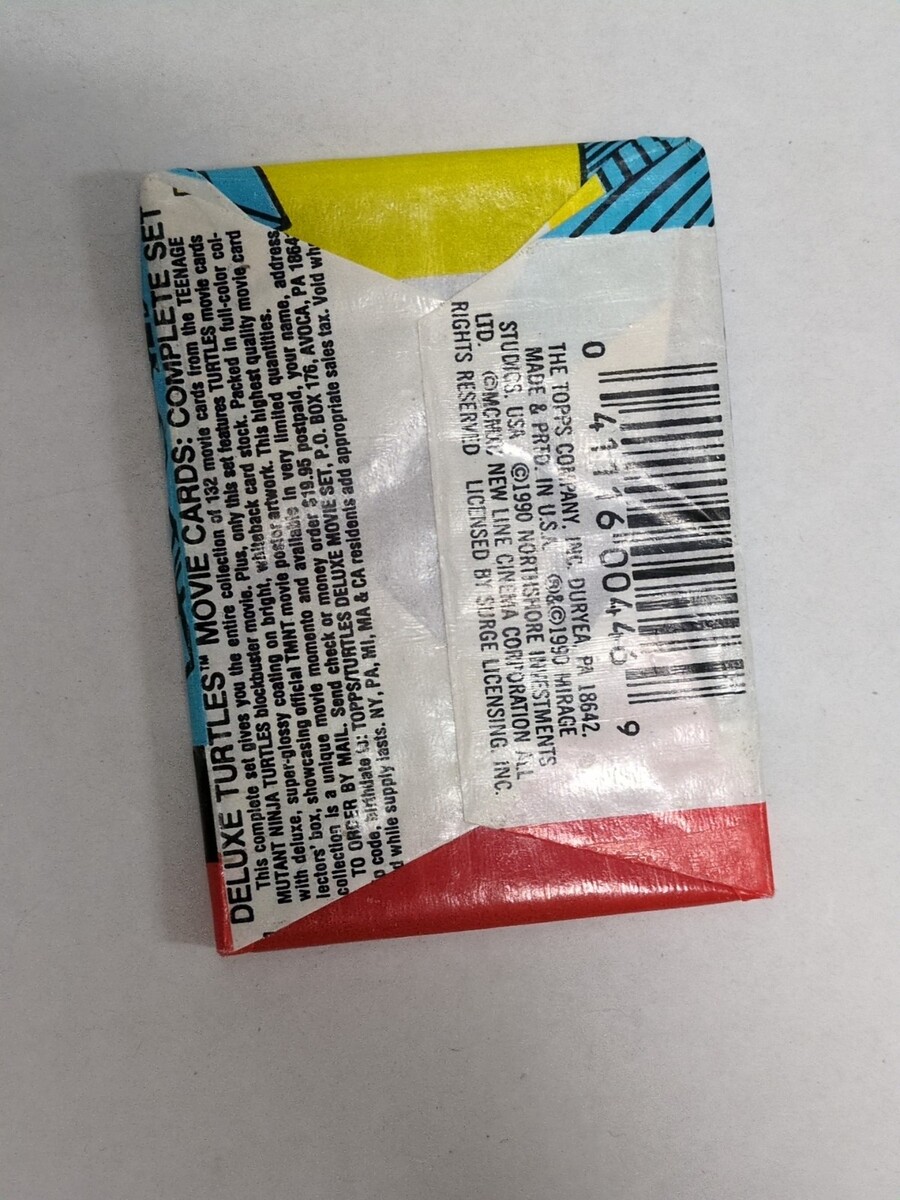 DELUXE TURTLES™ MOVIE CARDS: COMPLETE SET
This complete set gives you the entire collection of 132 movie cards from the TEENAGE
MUTANT NINJA TURTLES blockbuster movie. Plus, only this set features TURTLES movie cards
with deluxe, super-glossy coating on bright, whiteback card stock. Packed in full-color col-
lectors' box, showcasing official TMNT movie poster artwork. This highest quality movie card
collection is a unique movie momento and available in very limited quantities.
TO ORDER BY MAIL. Send check or money order $19.95 postpaid, your name, address
code, birthdate to: TOPPS/TURTLES DELUXE MOVIE SET, P.O. BOX 176, AVOCA, PA 1864
while supply lasts. NY, PA, MI, MA & CA residents add appropriate sales tax. Void
0 41116 00446 9
THE TOPPS COMPANY, INC. DURYEA, PA 18642.
MADE & PRTD. IN U.S.A. ®&©1990 MIRAGE
STUDIOS, USA ©1990 NORTHSHORE INVESTMENTS
LTD. NEW LINE CINEMA CORPORATION ALL
RIGHTS RESERVED LICENSED BY SURGE LICENSING, INC.